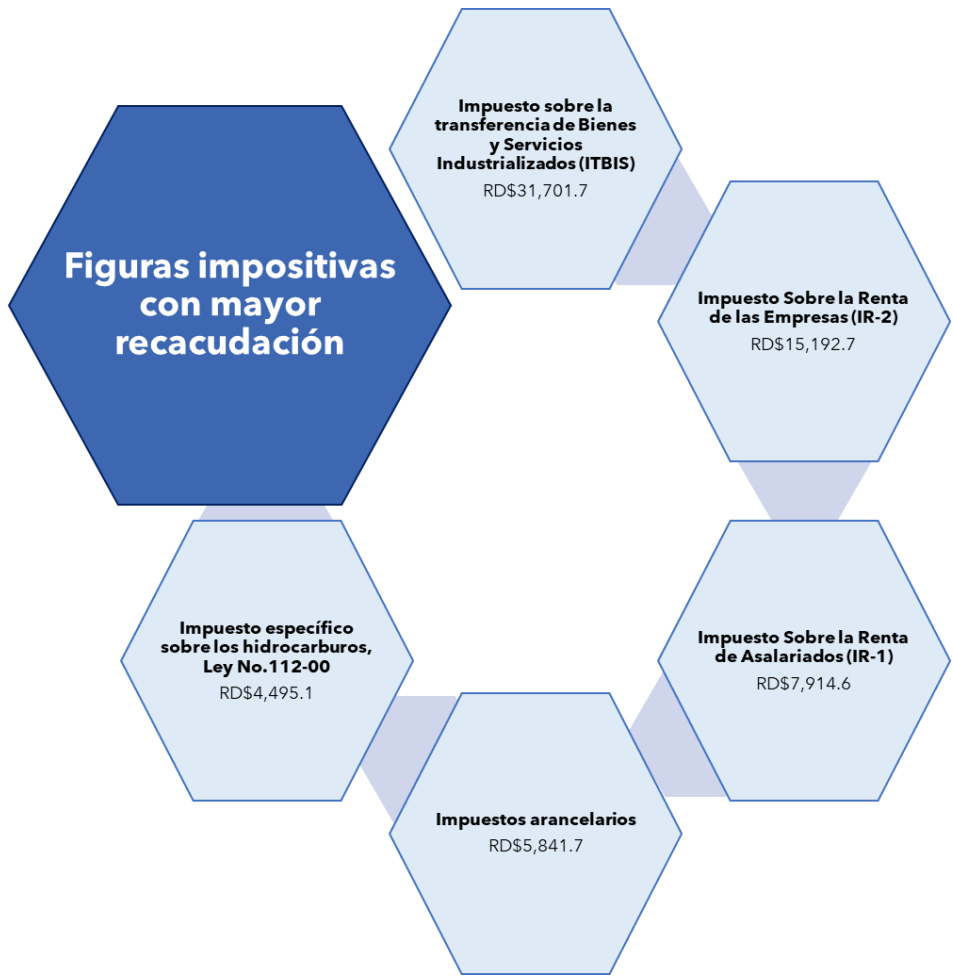 Figuras impositivas
con mayor
recacudación
Impuesto sobre la
transferencia de Bienes
y Servicios
Industrializados (ITBIS)
RD$31,701.7
Impuesto Sobre la Renta
de las Empresas (IR-2)
RD$15,192.7
Impuesto Sobre la Renta
de Asalariados (IR-1)
RD$7,914.6
Impuestos arancelarios
RD$5,841.7
Impuesto específico
sobre los hidrocarburos,
Ley No.112-00
RD$4,495.1